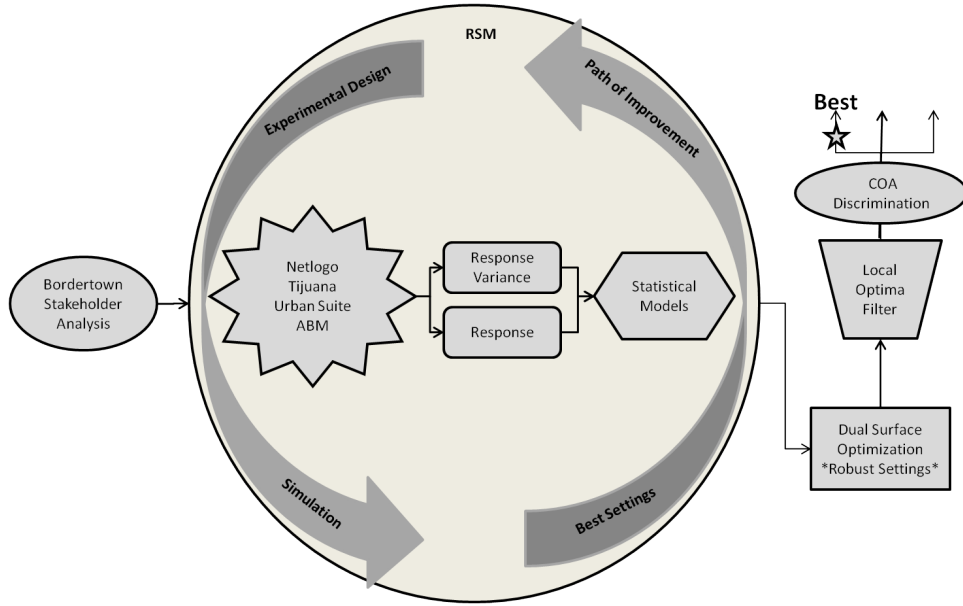 RSM
Experimental Design
Path of Improvement
Bordertown
Stakeholder
Analysis
Netlogo
Tijuana
Urban Suite
ABM
Response
Variance
Response
Statistical
Models
Simulation
Best Settings
Best
COA
Discrimination
Local
Optima
Filter
Dual Surface
Optimization
*Robust Settings*